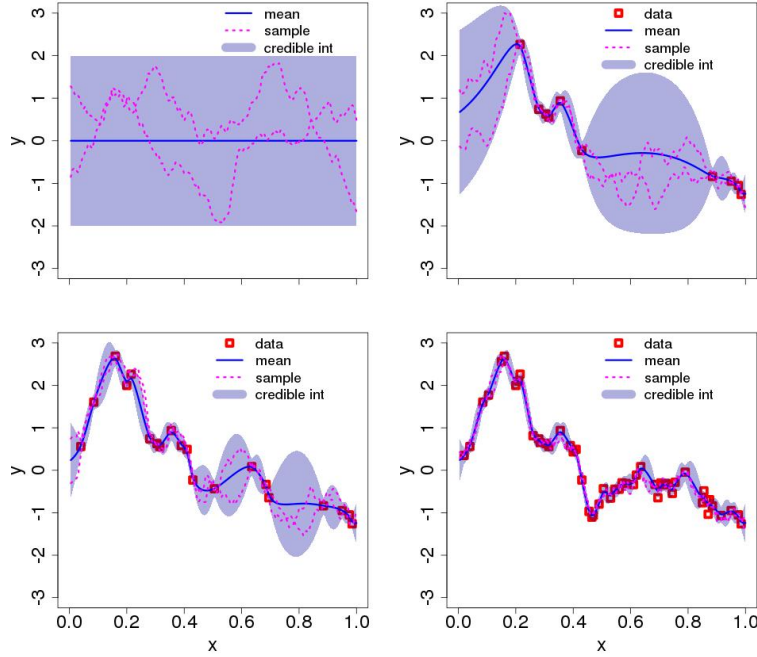 3
2
1
0
-1
-2
-3
y
mean
sample
credible int
3
2
1
0
-1
-2
-3
y
data
mean
sample
credible int
3
2
1
0
-1
-2
-3
y
data
mean
sample
credible int
0.0 0.2 0.4 0.6 0.8 1.0
x
3
2
1
0
-1
-2
-3
y
data
mean
sample
credible int
0.0 0.2 0.4 0.6 0.8 1.0
x